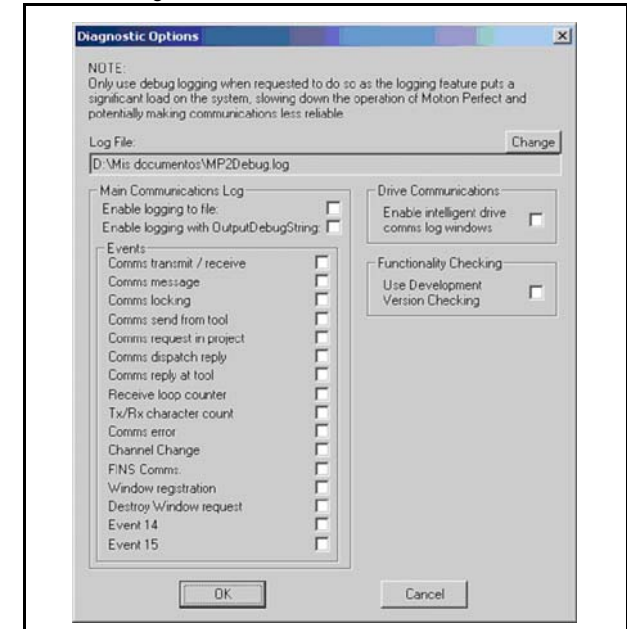 Diagnostic Options
NOTE:
Only use debug logging when requested to do so as the logging feature puts a
significant load on the system, slowing down the operation of Motion Perfect and
potentially making communications less reliable
Log File:
Change
D:\Mis documentos\MP2Debug.log
Main Communications Log
Enable logging to file:
Enable logging with OutputDebugString:
Events
Comms transmit / receive
Comms message
Comms locking
Comms send from tool
Comms request in project
Comms dispatch reply
Comms reply at tool
Receive loop counter
Tx/Rx character count
Comms error
Channel Change
FINS Comms.
Window registration
Destroy Window request
Event 14
Event 15
Drive Communications
Enable intelligent drive
comms log windows
Functionality Checking
Use Development
Version Checking
OK
Cancel